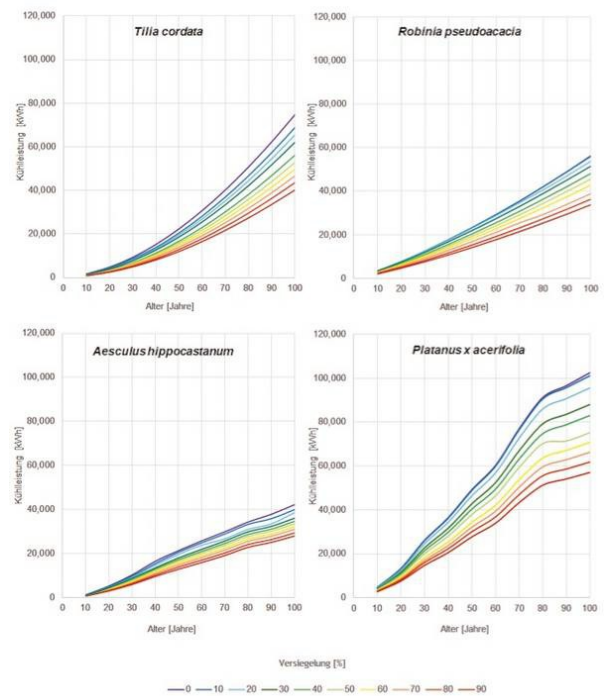 Tilia cordata
Kühlleistung [kWh]
120,000
100,000
80,000
60,000
40,000
20,000
0
0 10 20 30 40 50 60 70 80 90 100
Alter [Jahre]
Robinia pseudoacacia
Kühlleistung [kWh]
120,000
100,000
80,000
60,000
40,000
20,000
0
0 10 20 30 40 50 60 70 80 90 100
Alter [Jahre]
Aesculus hippocastanum
Kühlleistung [kWh]
120,000
100,000
80,000
60,000
40,000
20,000
0
0 10 20 30 40 50 60 70 80 90 100
Alter [Jahre]
Platanus x acerifolia
Kühlleistung [kWh]
120,000
100,000
80,000
60,000
40,000
20,000
0
0 10 20 30 40 50 60 70 80 90 100
Alter [Jahre]
Versiegelung [%]
0 10 20 30 40 50 60 70 80 90